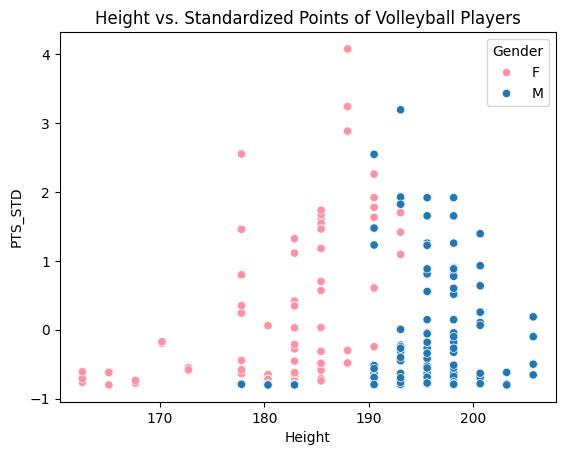 Height vs. Standardized Points of Volleyball Players
Gender
F
M
4
3
2
1
0
−1
PTS_STD
170
180
190
200
Height